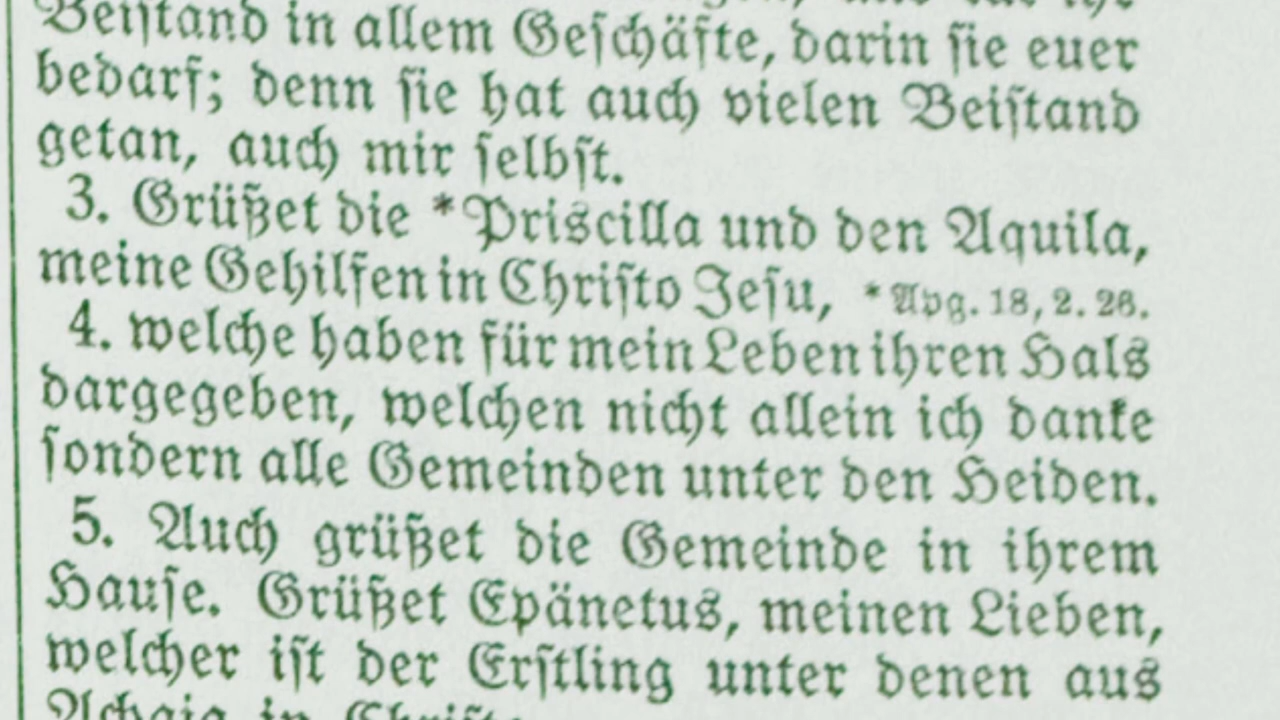 Beistand in allem Geschäfte, darin sie euer
bedarf; denn sie hat auch vielen Beistand
getan, auch mir selbst.
3. Grüßet die *Priscilla und den Aquila,
meine Gehilfen in Christo Jesu, *Apg. 18, 2. 26.
4. welche haben für mein Leben ihren Hals
dargegeben, welchen nicht allein ich danke
sondern alle Gemeinden unter den Heiden.
5. Auch grüßet die Gemeinde in ihrem
Hause. Grüßet Epänetus, meinen Lieben,
welcher ist der Erstling unter denen aus
Achaja in Christo